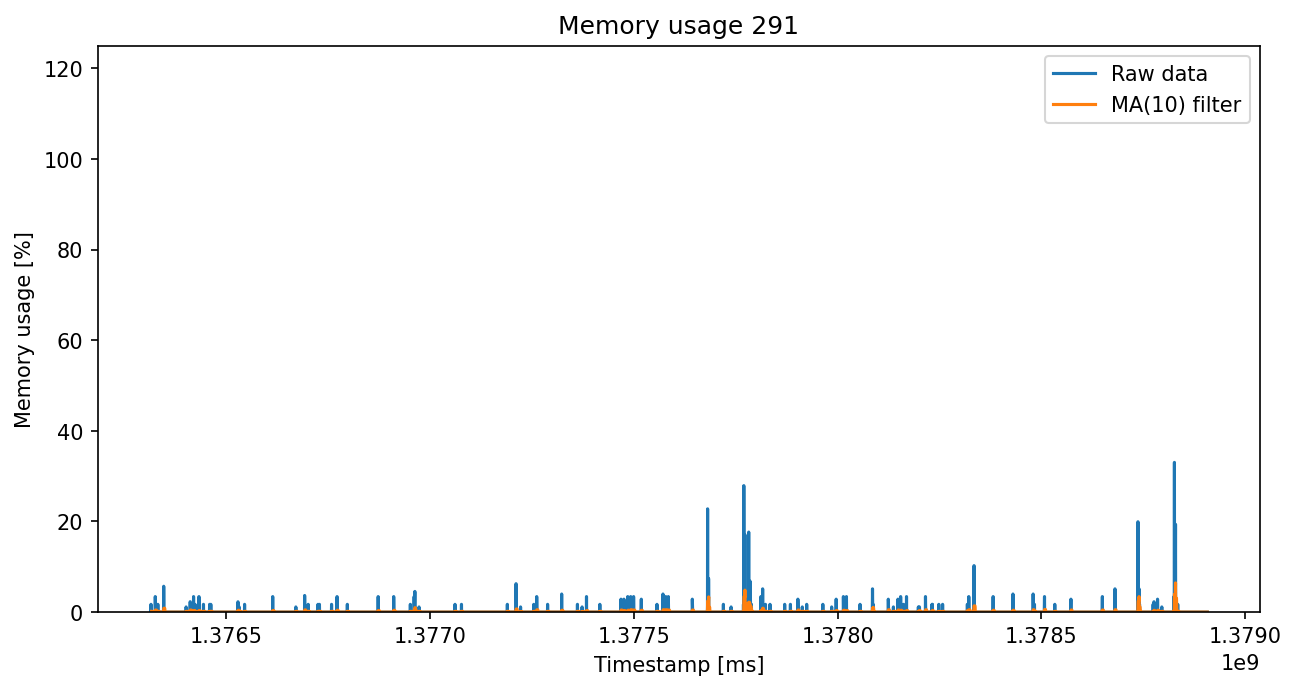 Memory usage 291
Raw data
MA(10) filter
Memory usage [%]
120
100
80
60
40
20
0
1.3765
1.3770
1.3775
1.3780
1.3785
1.3790
1e9
Timestamp [ms]